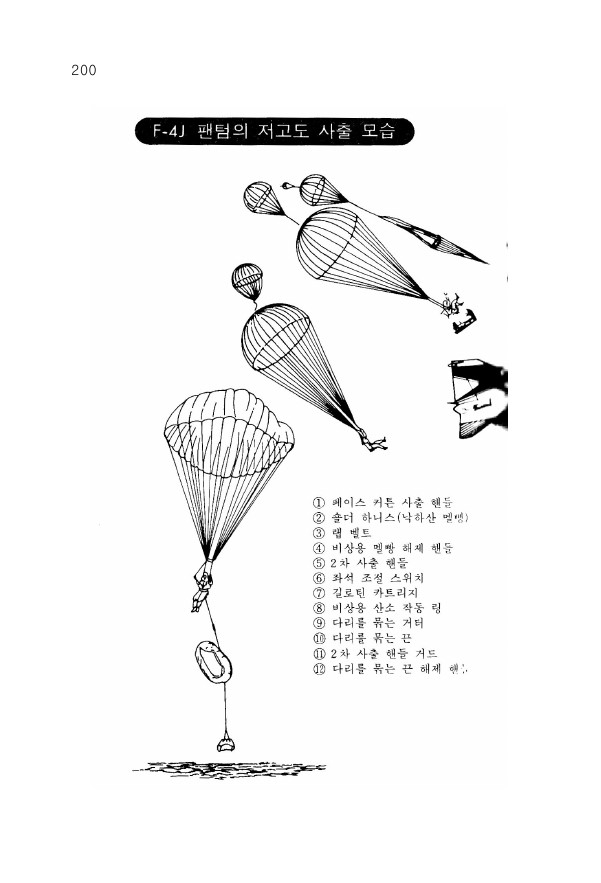 200
F-4J 팬텀의 저고도 사출 모습
① 페이스 커튼 사출 핸들
② 숄더 하니스(낙하산 멜빵)
③ 랩 벨트
④ 비상용 멜빵 해제 핸들
⑤ 2차 사출 핸들
⑥ 좌석 조절 스위치
⑦ 길로틴 카트리지
⑧ 비상용 산소 작동 링
⑨ 다리를 묶는 거터
⑩ 다리를 묶는 끈
⑪ 2차 사출 핸들 거드
⑫ 다리를 묶는 끈 해제